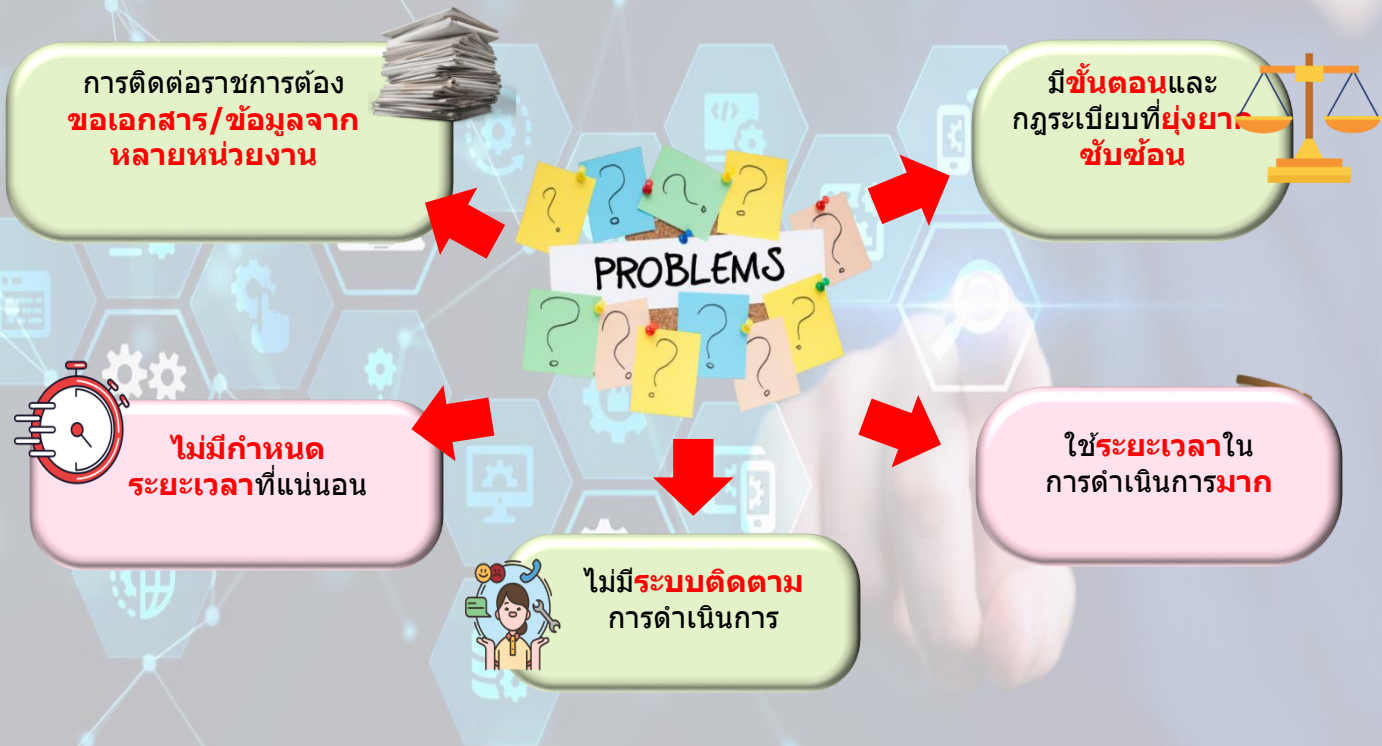 การติดต่อราชการต้อง
ขอเอกสาร/ข้อมูลจาก
หลายหน่วยงาน
มีขั้นตอนและ
กฎระเบียบที่ยุ่งยาก
ซับซ้อน
PROBLEMS
ไม่มีกำหนด
ระยะเวลาที่แน่นอน
ใช้ระยะเวลาใน
การดำเนินการมาก
ไม่มีระบบติดตาม
การดำเนินการ